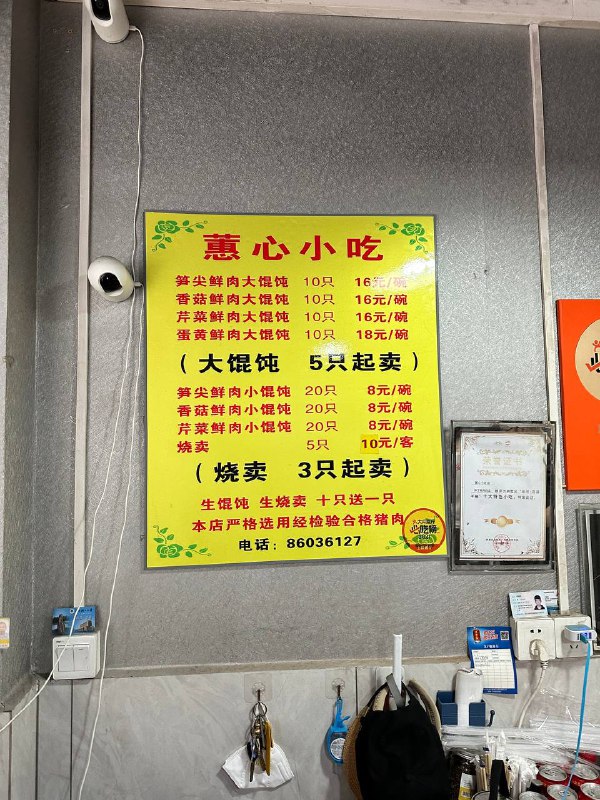 蕙心小吃
笋尖鲜肉大馄饨 10只 16元/碗
香菇鲜肉大馄饨 10只 16元/碗
芹菜鲜肉大馄饨 10只 16元/碗
蛋黄鲜肉大馄饨 10只 18元/碗
（大馄饨 5只起卖）
笋尖鲜肉小馄饨 20只 8元/碗
香菇鲜肉小馄饨 20只 8元/碗
芹菜鲜肉小馄饨 20只 8元/碗
烧卖 5只 10元/客
（烧卖 3只起卖）
生馄饨 生烧卖 十只送一只
本店严格选用经检验合格猪肉
电话：86036127
必吃榜